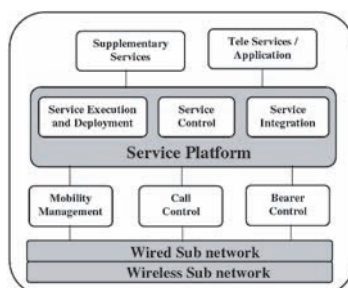 Supplementary
Services
Tele Services /
Application
Service Execution
and Deployment
Service
Control
Service
Integration
Service Platform
Mobility
Management
Call
Control
Bearer
Control
Wired Sub network
Wireless Sub network